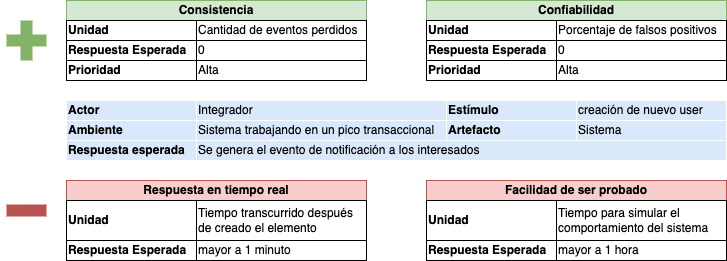 Consistencia
Unidad Cantidad de eventos perdidos
Respuesta Esperada 0
Prioridad Alta
Confiabilidad
Unidad Porcentaje de falsos positivos
Respuesta Esperada 0
Prioridad Alta
Actor Integrador Estímulo creación de nuevo user
Ambiente Sistema trabajando en un pico transaccional Artefacto Sistema
Respuesta esperada Se genera el evento de notificación a los interesados
Respuesta en tiempo real
Unidad Tiempo transcurrido después
de creado el elemento
Respuesta Esperada mayor a 1 minuto
Facilidad de ser probado
Unidad Tiempo para simular el
comportamiento del sistema
Respuesta Esperada mayor a 1 hora